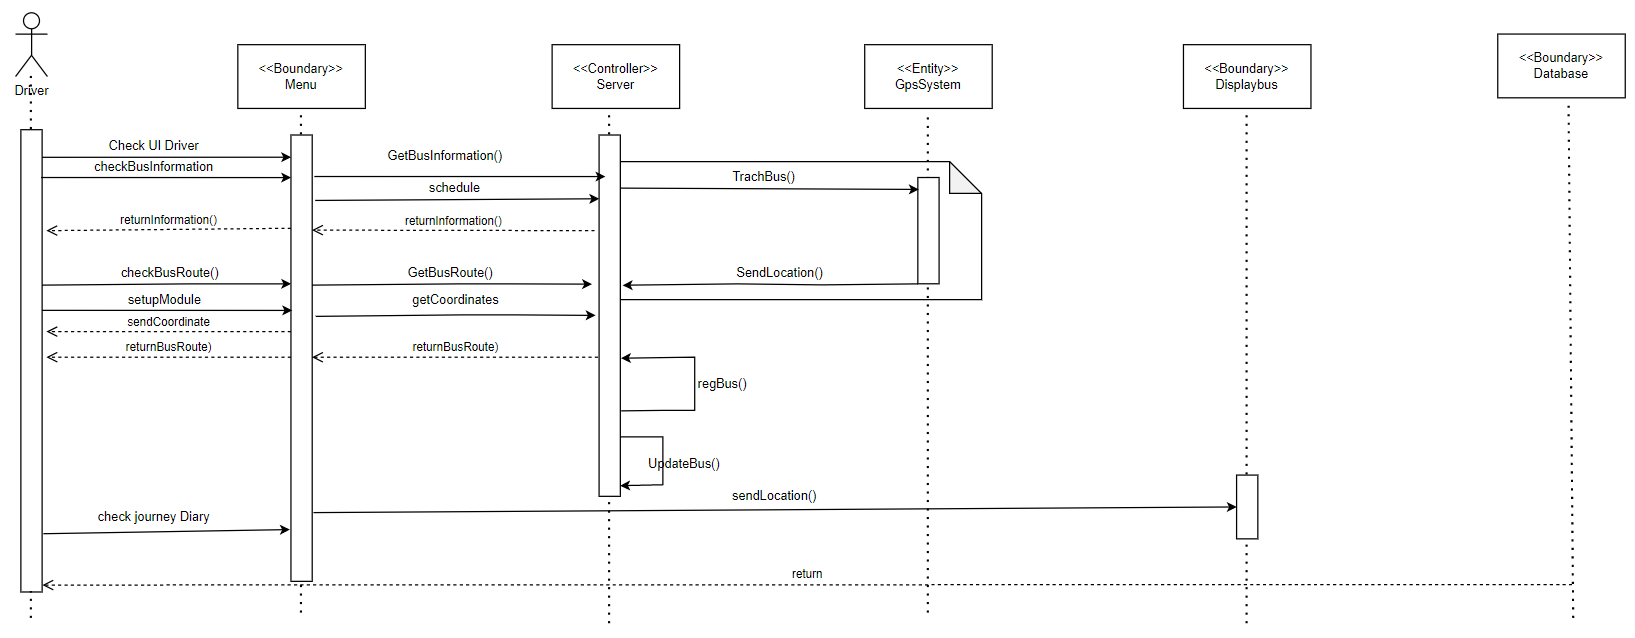 Driver
<<Boundary>>
Menu
<<Controller>>
Server
<<Entity>>
GpsSystem
<<Boundary>>
Displaybus
<<Boundary>>
Database
Check UI Driver
checkBusInformation
GetBusInformation()
schedule
TrachBus()
returnInformation()
returnInformation()
checkBusRoute()
GetBusRoute()
SendLocation()
setupModule
getCoordinates
sendCoordinate
returnBusRoute)
returnBusRoute)
regBus()
UpdateBus()
sendLocation()
check journey Diary
return